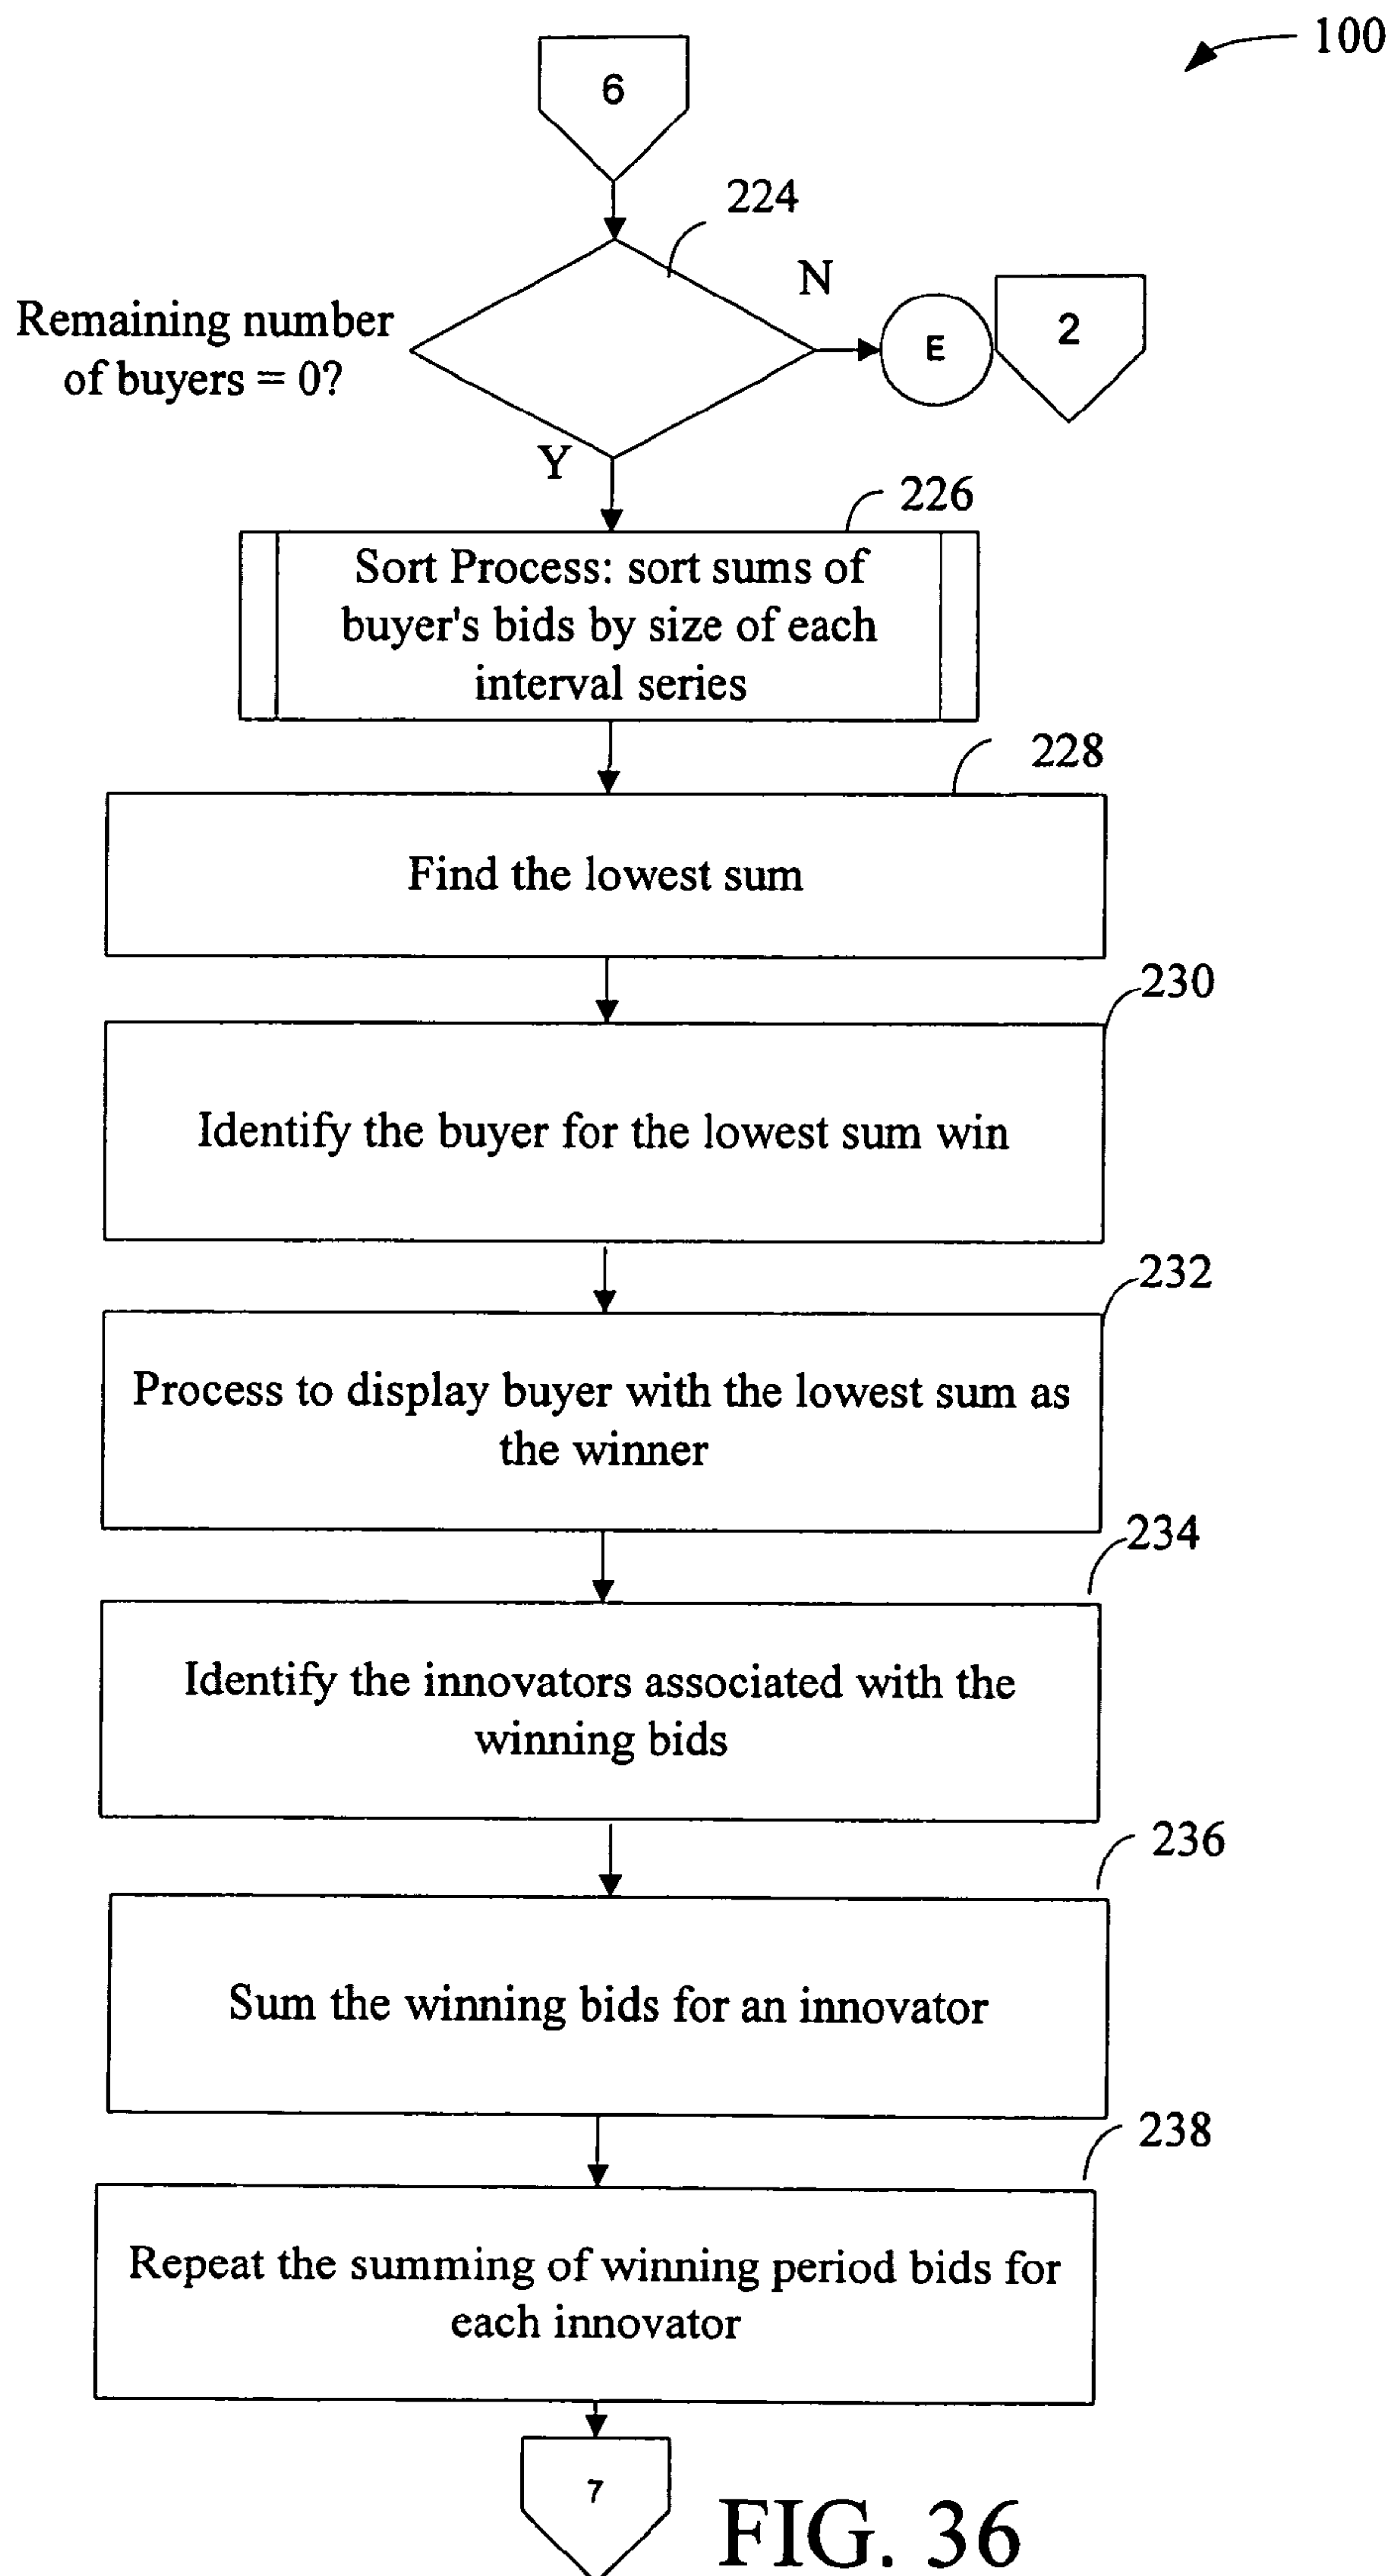 100
6
224
N
Remaining number
of buyers = 0?
E
2
Y
226
Sort Process: sort sums of
buyer's bids by size of each
interval series
228
Find the lowest sum
230
Identify the buyer for the lowest sum win
232
Process to display buyer with the lowest sum as
the winner
234
Identify the innovators associated with the
winning bids
236
Sum the winning bids for an innovator
238
Repeat the summing of winning period bids for
each innovator
7
FIG. 36